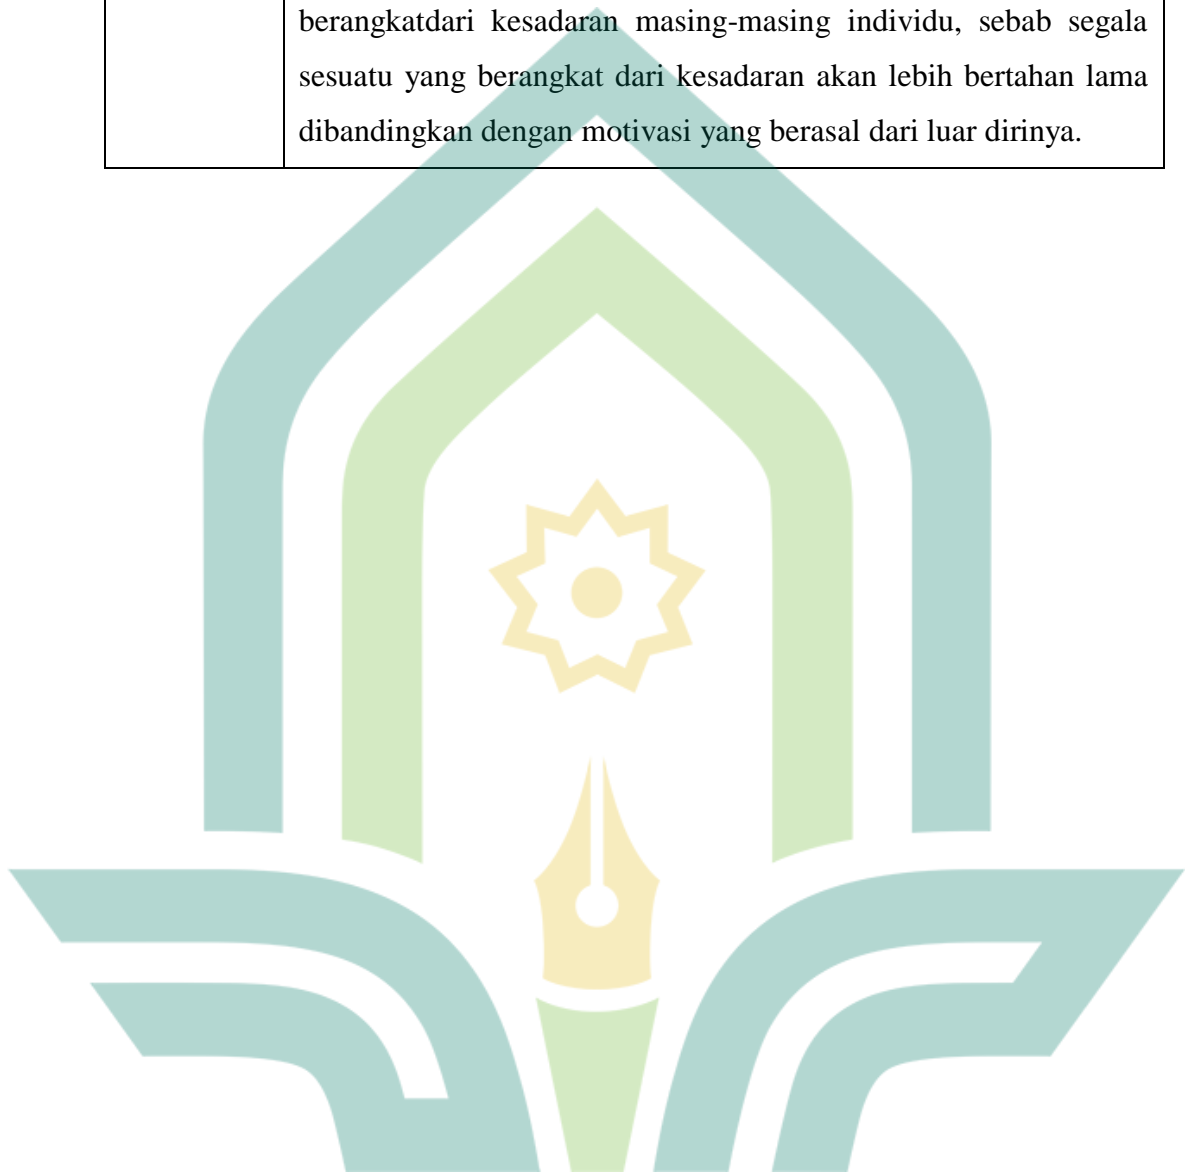 berangkatdari kesadaran masing-masing individu, sebab segala
sesuatu yang berangkat dari kesadaran akan lebih bertahan lama
dibandingkan dengan motivasi yang berasal dari luar dirinya.